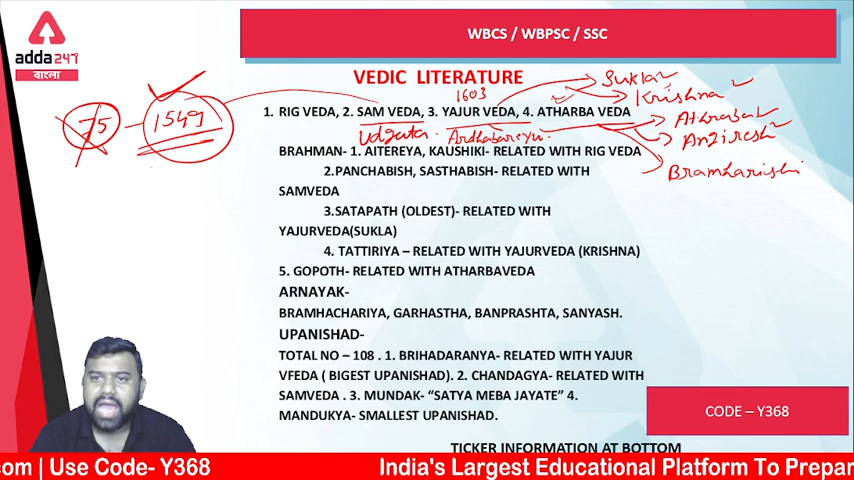 WBCS / WBPSC / SSC
adda247
বাংলা
VEDIC LITERATURE
Sukla
1603
Krishna
75 - 1549
1. RIG VEDA, 2. SAM VEDA, 3. YAJUR VEDA, 4. ATHARBA VEDA
Udgata
Angiresh
BRAHMAN- 1. AITEREYA, KAUSHIKI- RELATED WITH RIG VEDA
Bramharishi
2.PANCHABISH, SASTHABISH- RELATED WITH
SAMVEDA
3.SATAPATH (OLDEST)- RELATED WITH
YAJURVEDA(SUKLA)
4. TATTIRIYA – RELATED WITH YAJURVEDA (KRISHNA)
5. GOPOTH- RELATED WITH ATHARBAVEDA
ARNAYAK-
BRAMHACHARIYA, GARHASTHA, BANPRASHTA, SANYASH.
UPANISHAD-
TOTAL NO – 108 . 1. BRIHADARANYA- RELATED WITH YAJUR
VFEDA ( BIGEST UPANISHAD). 2. CHANDAGYA- RELATED WITH
SAMVEDA . 3. MUNDAK- “SATYA MEBA JAYATE” 4.
MANDUKYA- SMALLEST UPANISHAD.
CODE – Y368
TICKER INFORMATION AT BOTTOM
com | Use Code- Y368
India's Largest Educational Platform To Prepar